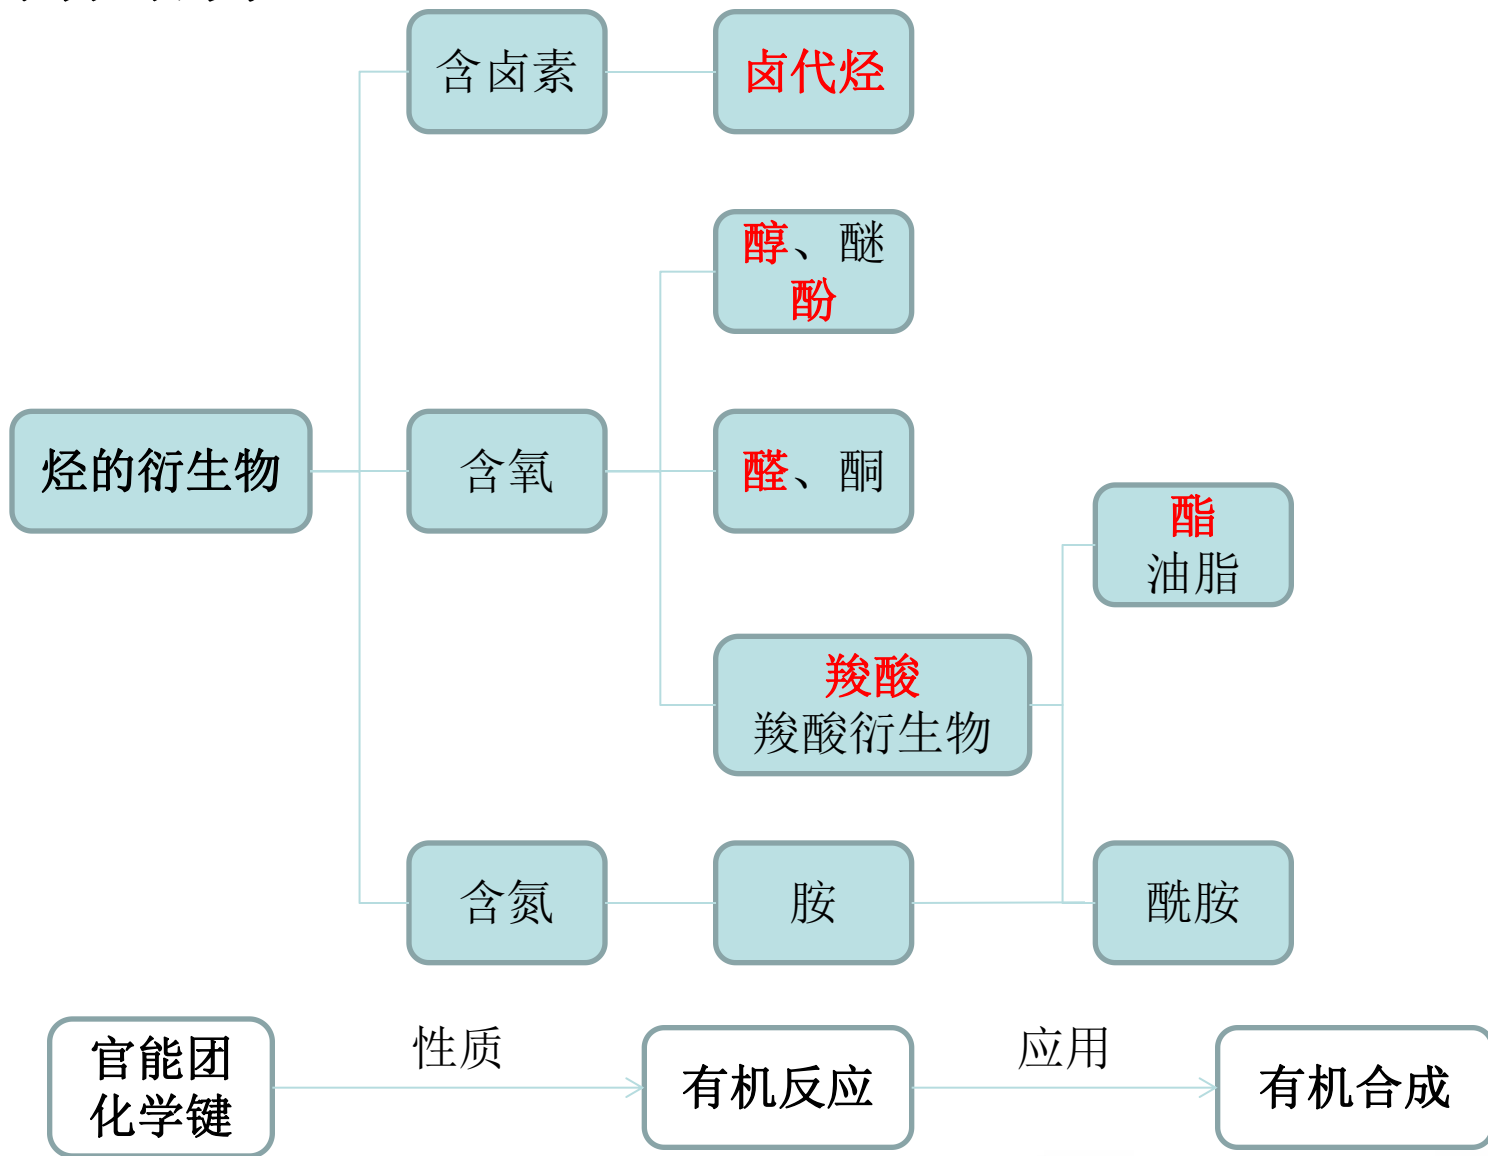 含卤素
卤代烃
醇、醚
酚
烃的衍生物
含氧
醛、酮
酯
油脂
羧酸
羧酸衍生物
含氮
胺
酰胺
官能团
化学键
性质
有机反应
应用
有机合成